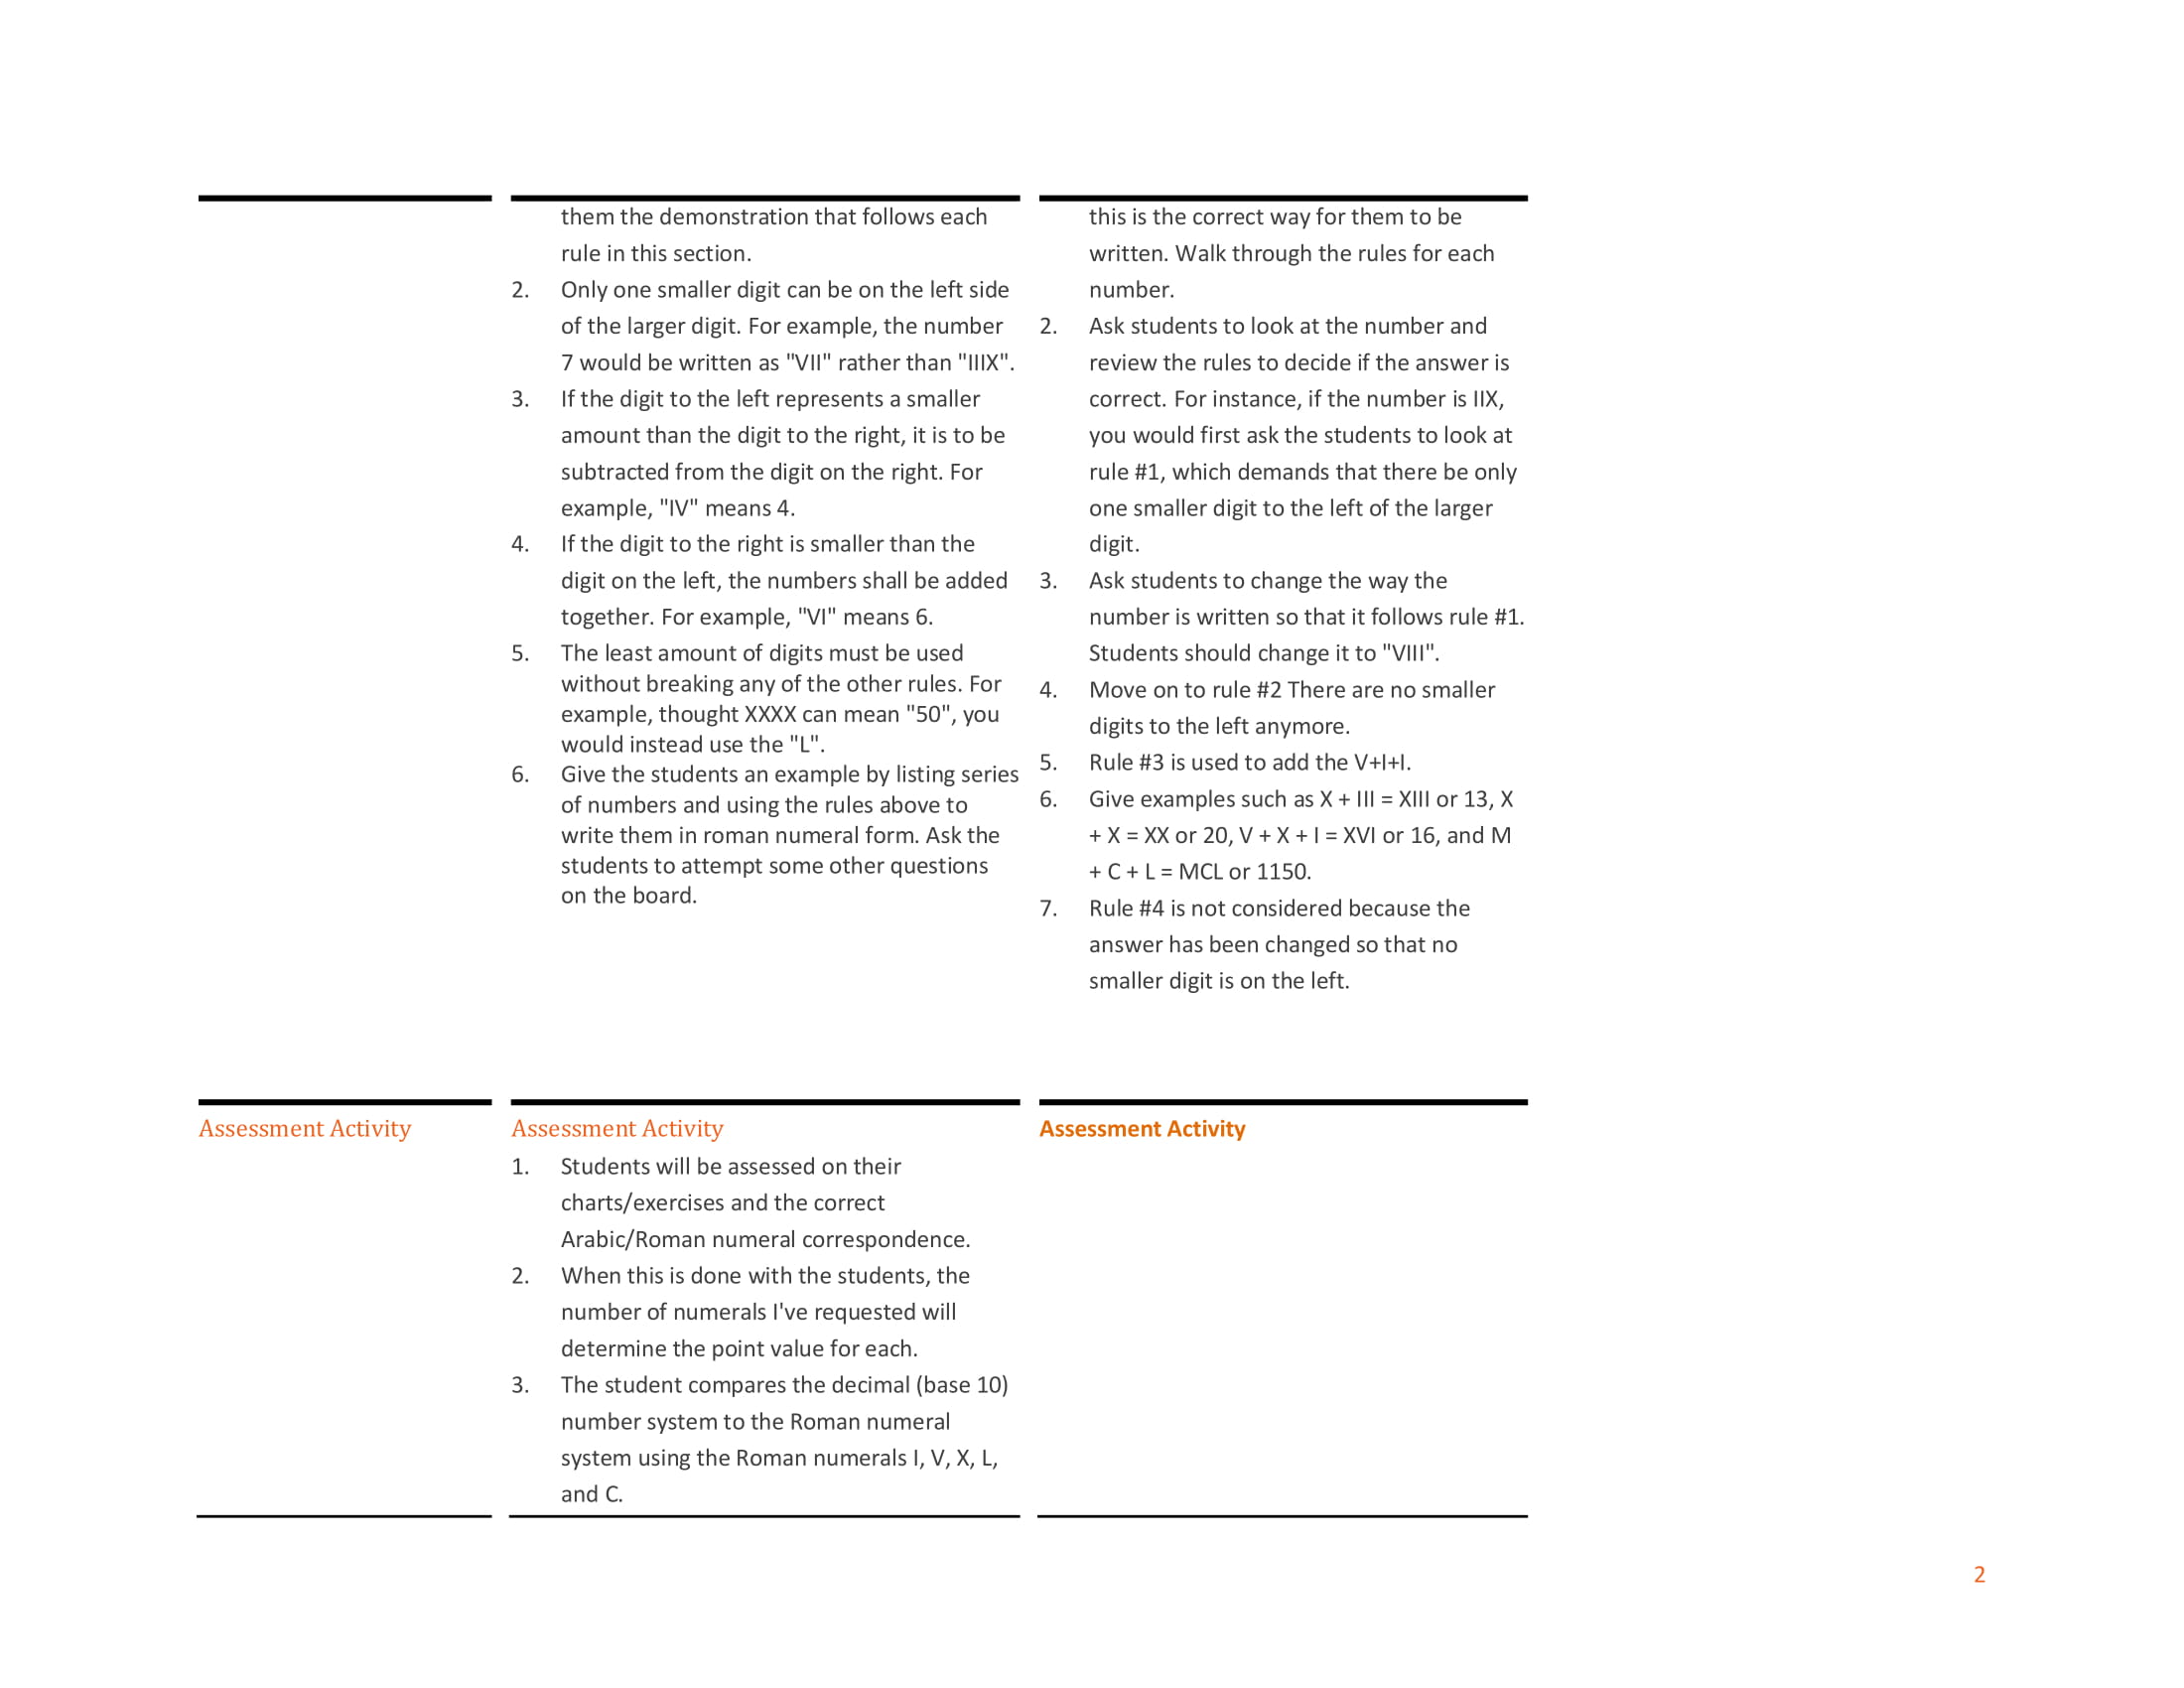 them the demonstration that follows each
rule in this section.
2. Only one smaller digit can be on the left side
of the larger digit. For example, the number
7 would be written as "VII" rather than "IIIX".
3. If the digit to the left represents a smaller
amount than the digit to the right, it is to be
subtracted from the digit on the right. For
example, "IV" means 4.
4. If the digit to the right is smaller than the
digit on the left, the numbers shall be added
together. For example, "VI" means 6.
5. The least amount of digits must be used
without breaking any of the other rules. For
example, thought XXXX can mean "50", you
would instead use the "L".
6. Give the students an example by listing series
of numbers and using the rules above to
write them in roman numeral form. Ask the
students to attempt some other questions
on the board.
this is the correct way for them to be
written. Walk through the rules for each
number.
2. Ask students to look at the number and
review the rules to decide if the answer is
correct. For instance, if the number is IIX,
you would first ask the students to look at
rule #1, which demands that there be only
one smaller digit to the left of the larger
digit.
3. Ask students to change the way the
number is written so that it follows rule #1.
Students should change it to "VIII".
4. Move on to rule #2 There are no smaller
digits to the left anymore.
5. Rule #3 is used to add the V+I+I.
6. Give examples such as X + III = XIII or 13, X
+ X = XX or 20, V + X + I = XVI or 16, and M
+ C + L = MCL or 1150.
7. Rule #4 is not considered because the
answer has been changed so that no
smaller digit is on the left.
Assessment Activity
Assessment Activity
1. Students will be assessed on their
charts/exercises and the correct
Arabic/Roman numeral correspondence.
2. When this is done with the students, the
number of numerals I've requested will
determine the point value for each.
3. The student compares the decimal (base 10)
number system to the Roman numeral
system using the Roman numerals I, V, X, L,
and C.
Assessment Activity
2